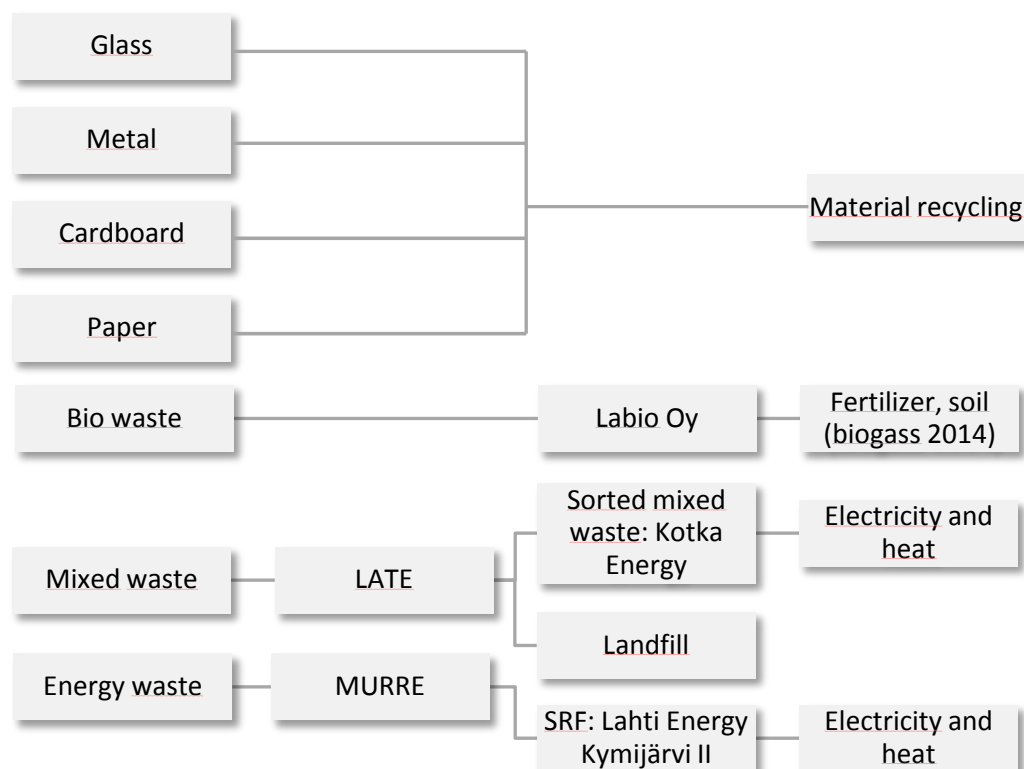 Glass
Metal
Cardboard
Paper
Material recycling
Bio waste
Labio Oy
Fertilizer, soil
(biogass 2014)
Mixed waste
LATE
Sorted mixed
waste: Kotka
Energy
Electricity and
heat
Landfill
Energy waste
MURRE
SRF: Lahti Energy
Kymijärvi II
Electricity and
heat